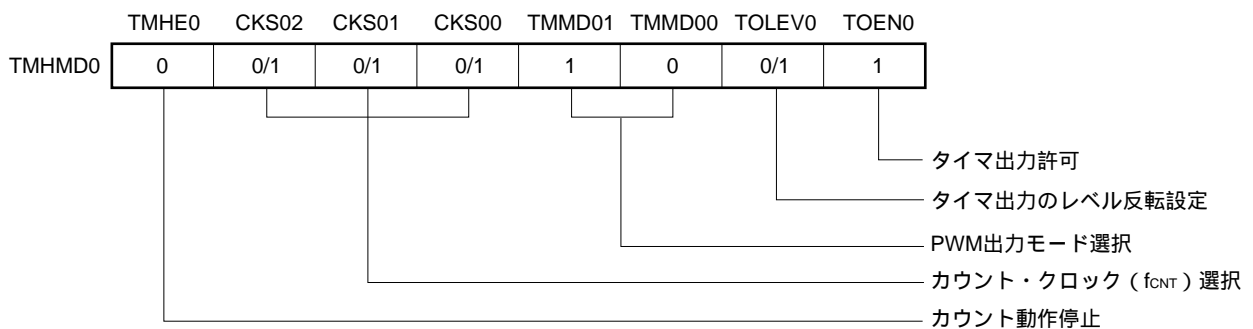 TMHE0 CKS02 CKS01 CKS00 TMMD01 TMMD00 TOLEV0 TOEN0
TMHMD0 0 0/1 0/1 0/1 1 0 0/1 1
タイマ出力許可
タイマ出力のレベル反転設定
PWM出力モード選択
カウント・クロック（fCNT）選択
カウント動作停止